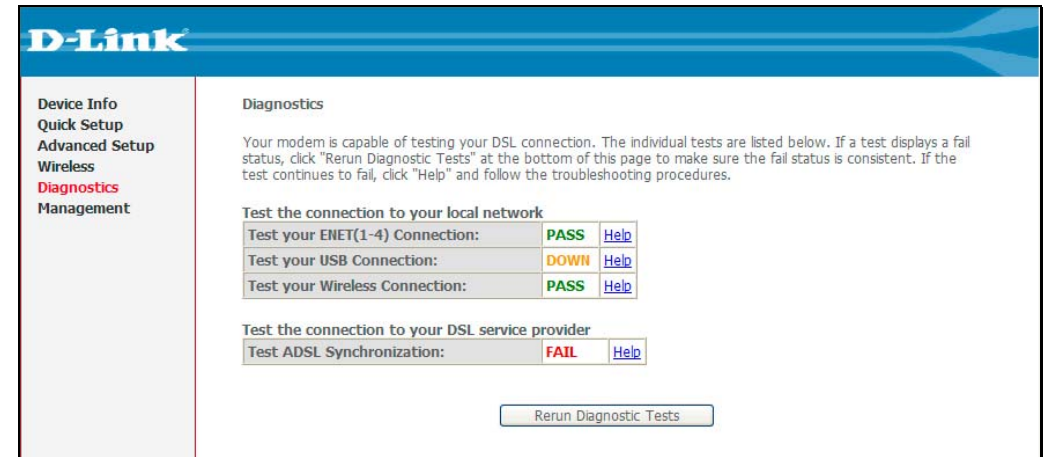 D-Link
Device Info
Quick Setup
Advanced Setup
Wireless
Diagnostics
Management
Diagnostics
Your modem is capable of testing your DSL connection. The individual tests are listed below. If a test displays a fail
status, click "Rerun Diagnostic Tests" at the bottom of this page to make sure the fail status is consistent. If the
test continues to fail, click "Help" and follow the troubleshooting procedures.
Test the connection to your local network
Test your ENET(1-4) Connection: PASS Help
Test your USB Connection: DOWN Help
Test your Wireless Connection: PASS Help
Test the connection to your DSL service provider
Test ADSL Synchronization: FAIL Help
Rerun Diagnostic Tests